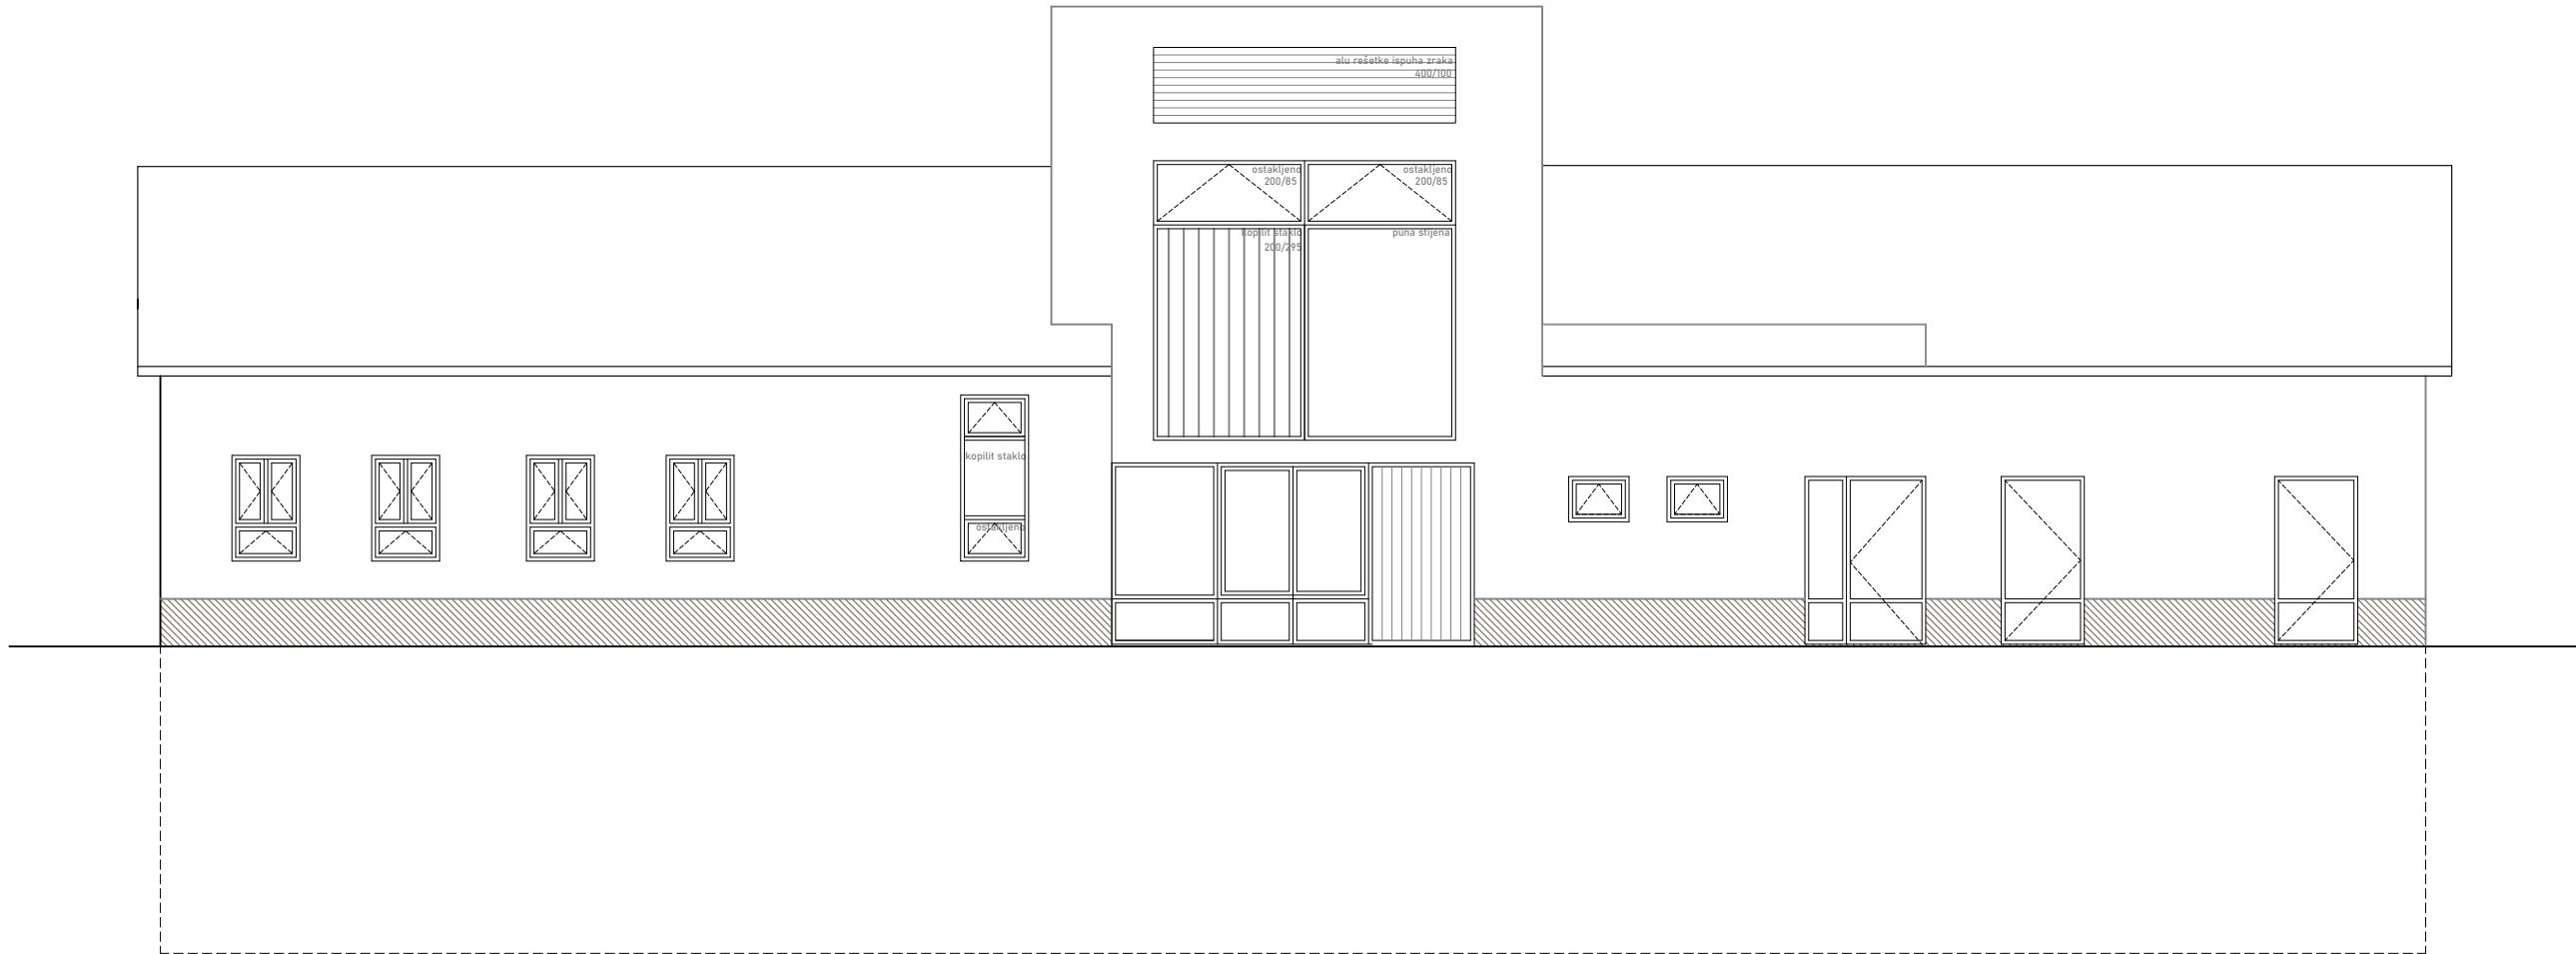 alu rešetke ispuha zraka
400/100
ostakljeno
200/85
ostakljeno
200/85
kopilit staklo
200/295
puna stijena
kopilit staklo
ostakljeno